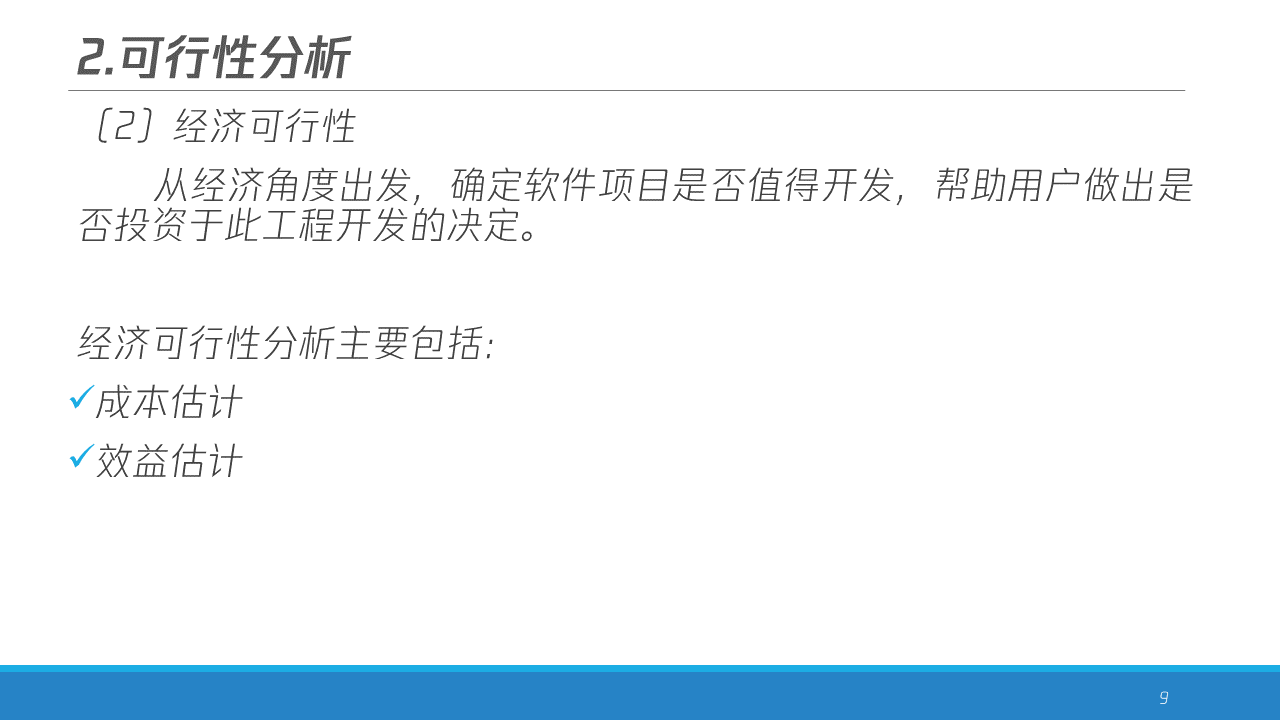 2.可行性分析
（2）经济可行性
从经济角度出发，确定软件项目是否值得开发，帮助用户做出是
否投资于此工程开发的决定。
经济可行性分析主要包括：
✓成本估计
✓效益估计
9